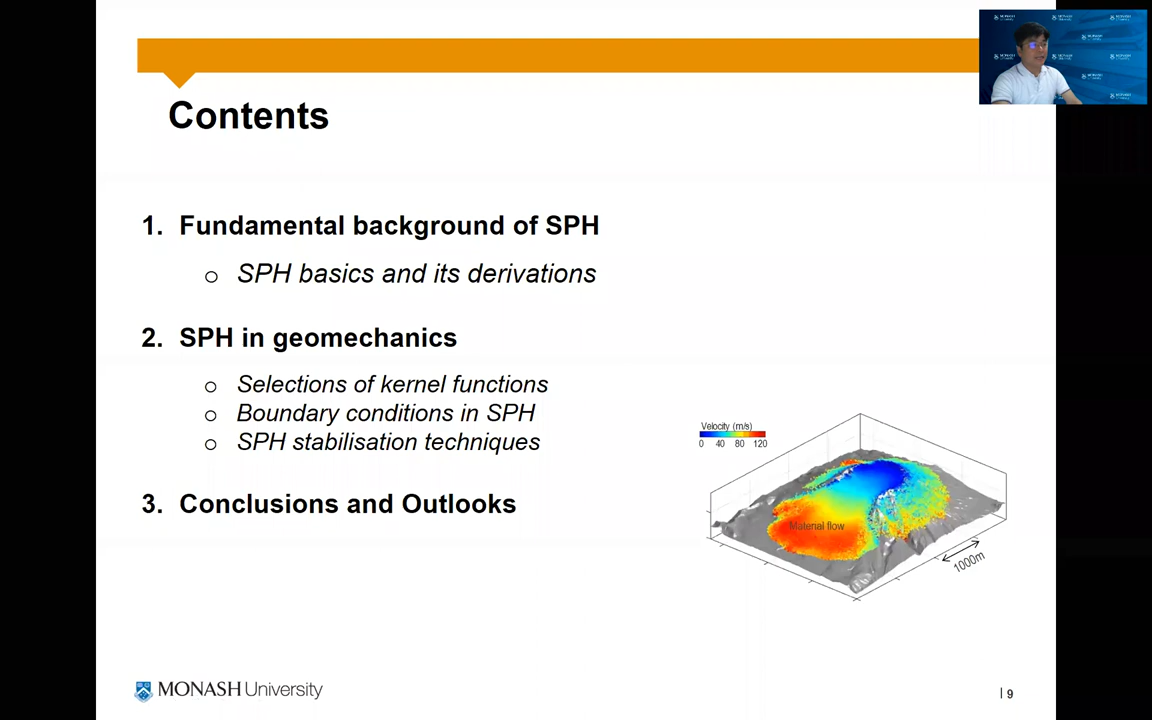 Contents
1. Fundamental background of SPH
o SPH basics and its derivations
2. SPH in geomechanics
o Selections of kernel functions
o Boundary conditions in SPH
o SPH stabilisation techniques
3. Conclusions and Outlooks
Velocity (m/s)
0 40 80 120
Material flow
1000m
MONASH University
| 9